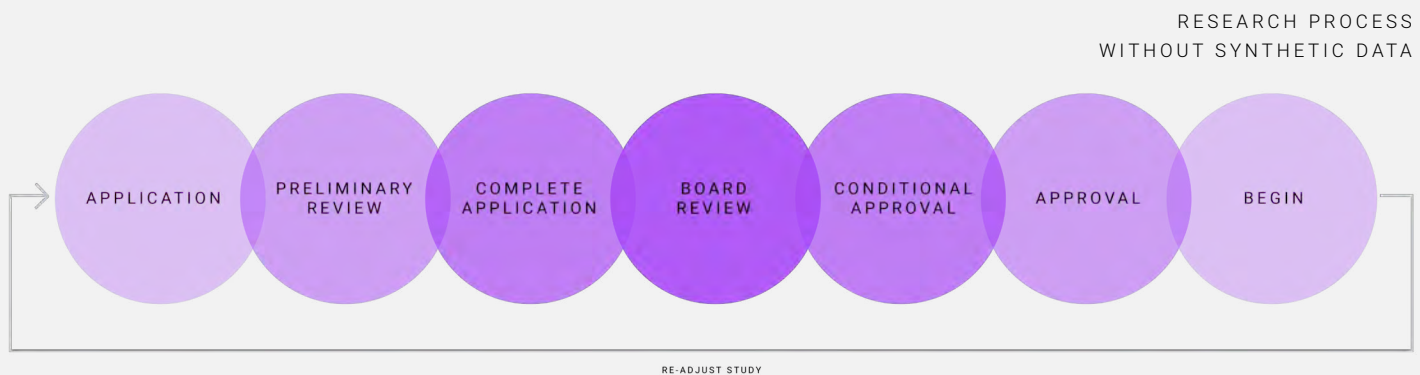 RESEARCH PROCESS
WITHOUT SYNTHETIC DATA
APPLICATION
PRELIMINARY
REVIEW
COMPLETE
APPLICATION
BOARD
REVIEW
CONDITIONAL
APPROVAL
APPROVAL
BEGIN
RE-ADJUST STUDY